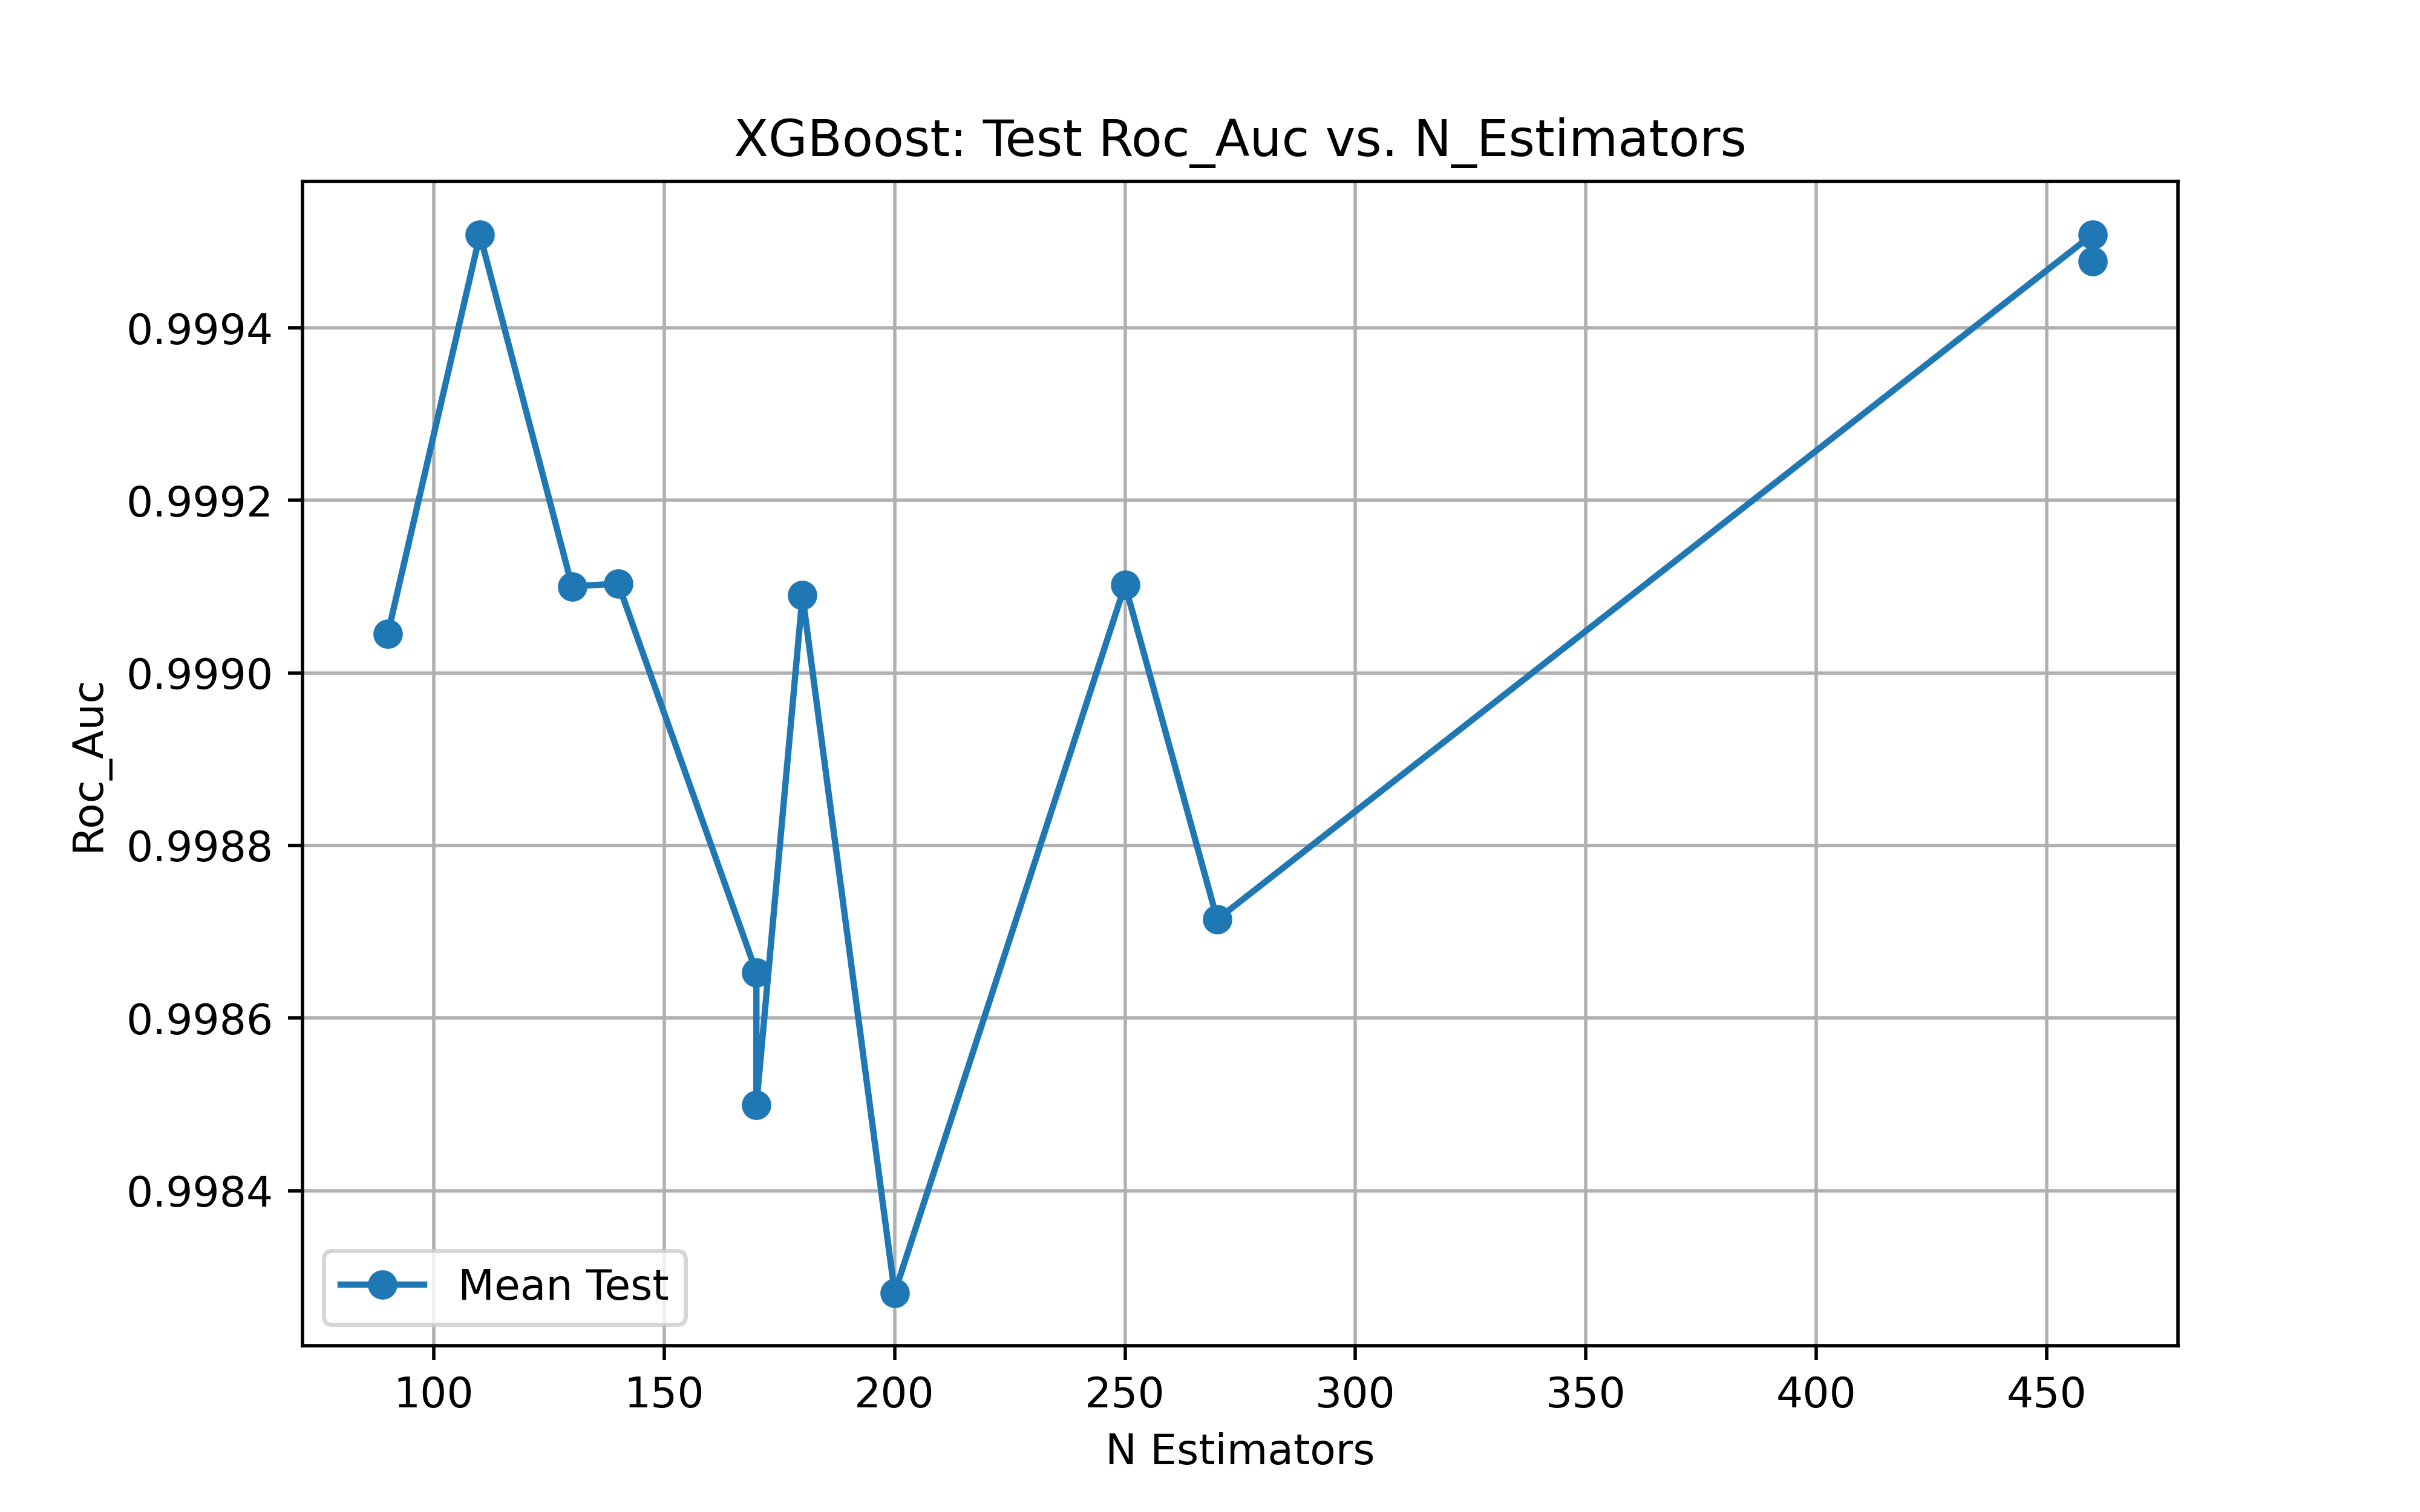 XGBoost: Test Roc_Auc vs. N_Estimators
Roc_Auc
0.9994
0.9992
0.9990
0.9988
0.9986
0.9984
Mean Test
100 150 200 250 300 350 400 450
N Estimators